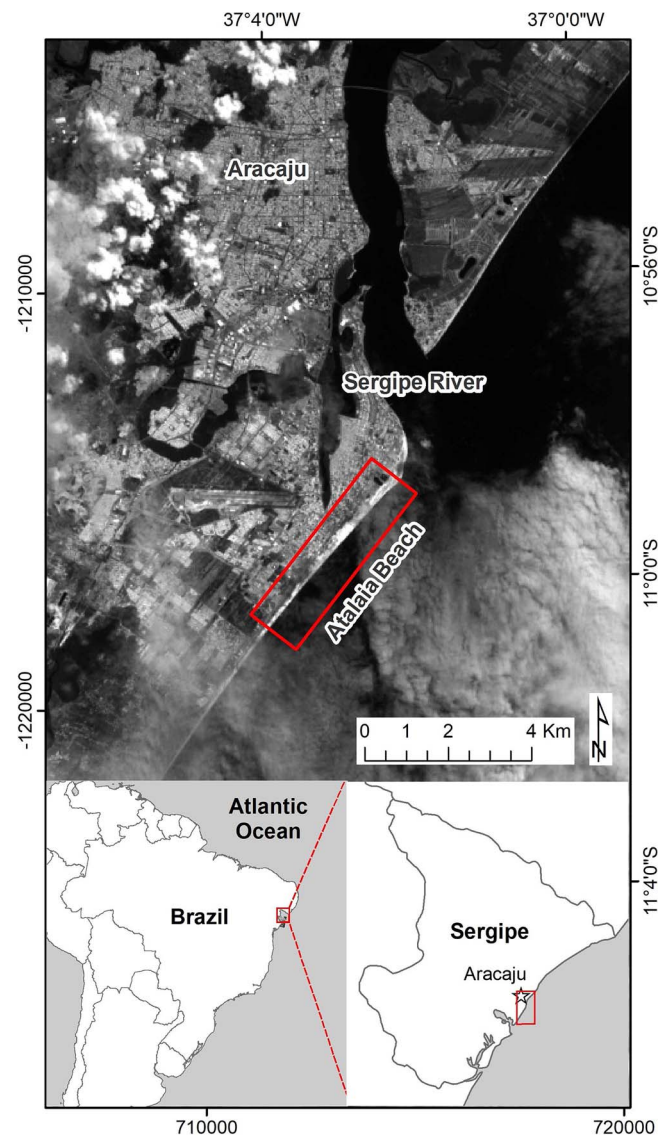 37°4'0"W
37°0'0"W
Aracaju
10°56'0"S
-1210000
Sergipe River
Atalaia Beach
11°0'0"S
-1220000
0 1 2 4 Km
N
Atlantic
Ocean
Brazil
11°4'0"S
Sergipe
Aracaju
710000
720000